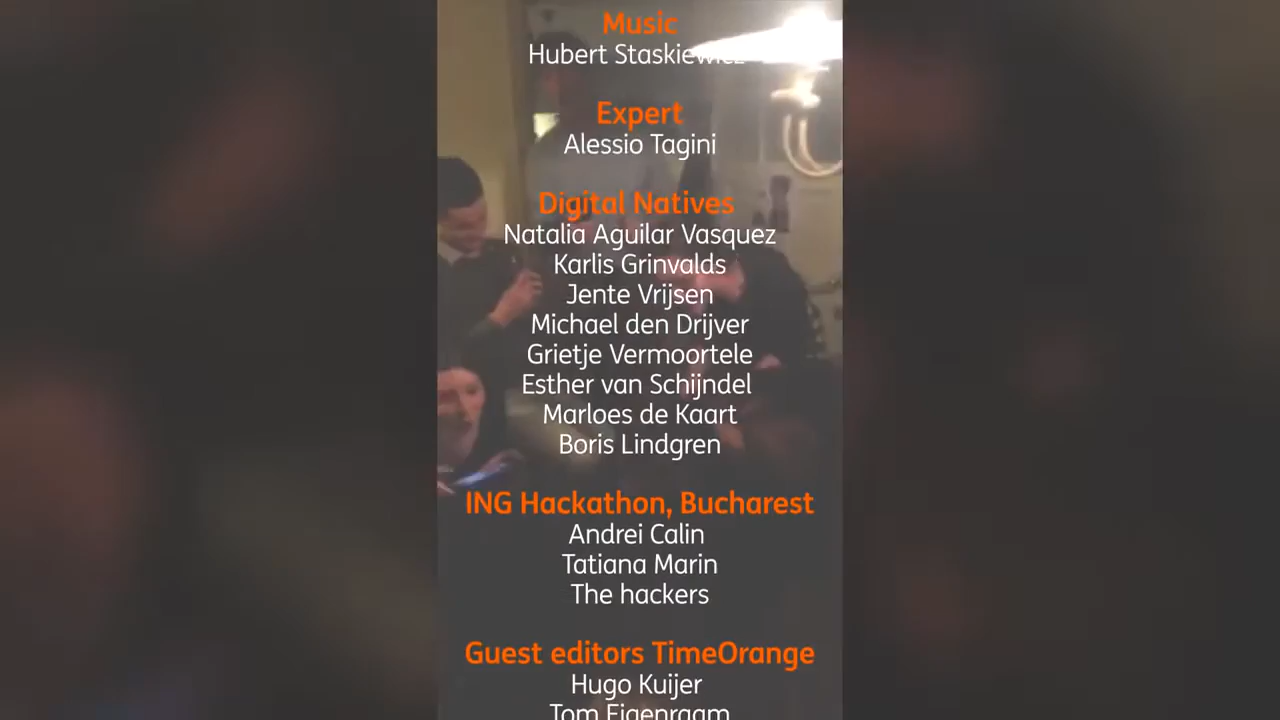 Music
Hubert Staskiewicz
Expert
Alessio Tagini
Digital Natives
Natalia Aguilar Vasquez
Karlis Grinvalds
Jente Vrijsen
Michael den Drijver
Grietje Vermoortele
Esther van Schijndel
Marloes de Kaart
Boris Lindgren
ING Hackathon, Bucharest
Andrei Calin
Tatiana Marin
The hackers
Guest editors TimeOrange
Hugo Kuijer
Tom Eigenraam